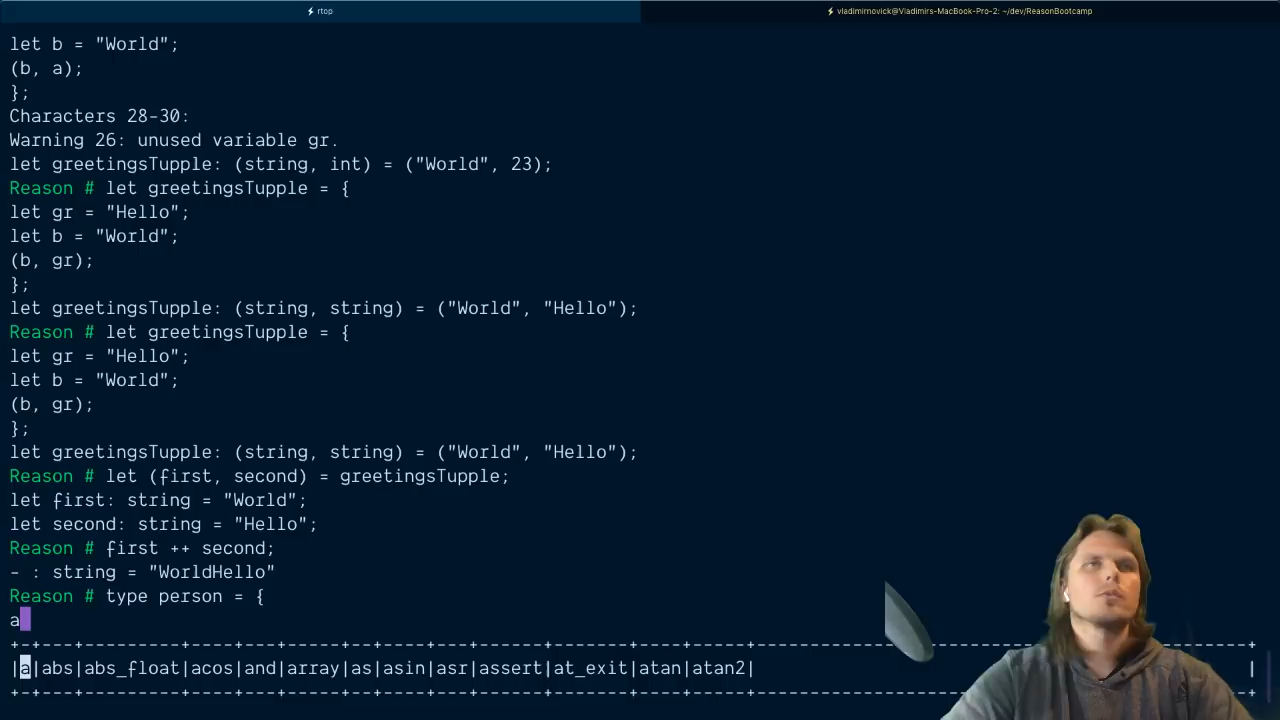 ⚡ rtop
⚡ vladimirnovick@Vladimirs-MacBook-Pro-2: ~/dev/ReasonBootcamp
let b = "World";
(b, a);
};
Characters 28-30:
Warning 26: unused variable gr.
let greetingsTupple: (string, int) = ("World", 23);
Reason # let greetingsTupple = {
let gr = "Hello";
let b = "World";
(b, gr);
};
let greetingsTupple: (string, string) = ("World", "Hello");
Reason # let greetingsTupple = {
let gr = "Hello";
let b = "World";
(b, gr);
};
let greetingsTupple: (string, string) = ("World", "Hello");
Reason # let (first, second) = greetingsTupple;
let first: string = "World";
let second: string = "Hello";
Reason # first ++ second;
- : string = "WorldHello"
Reason # type person = {
a
|a|abs|abs_float|acos|and|array|as|asin|asr|assert|at_exit|atan|atan2|